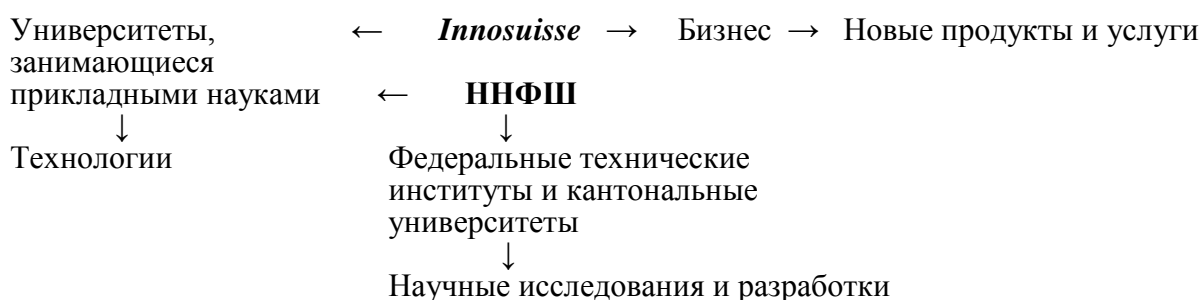 Университеты, ← Innosuisse → Бизнес → Новые продукты и услуги
занимающиеся
прикладными науками ← ННФШ
↓ ↓
Технологии Федеральные технические
институты и кантональные
университеты
↓
Научные исследования и разработки